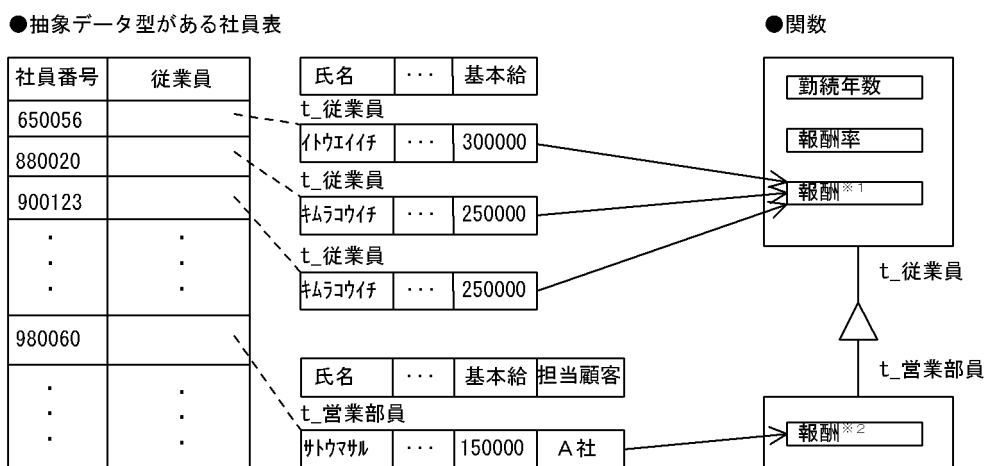 ●抽象データ型がある社員表
●関数
社員番号 従業員
氏名 ... 基本給
勤続年数
t_従業員
650056
イトウエイイチ ... 300000
報酬率
880020
t_従業員
900123
キムラコウイチ ... 250000
報酬※1
t_従業員
キムラコウイチ ... 250000
t_従業員
980060
氏名 ... 基本給 担当顧客
t_営業部員
t_営業部員
サトウマサル ... 150000 A社
報酬※2